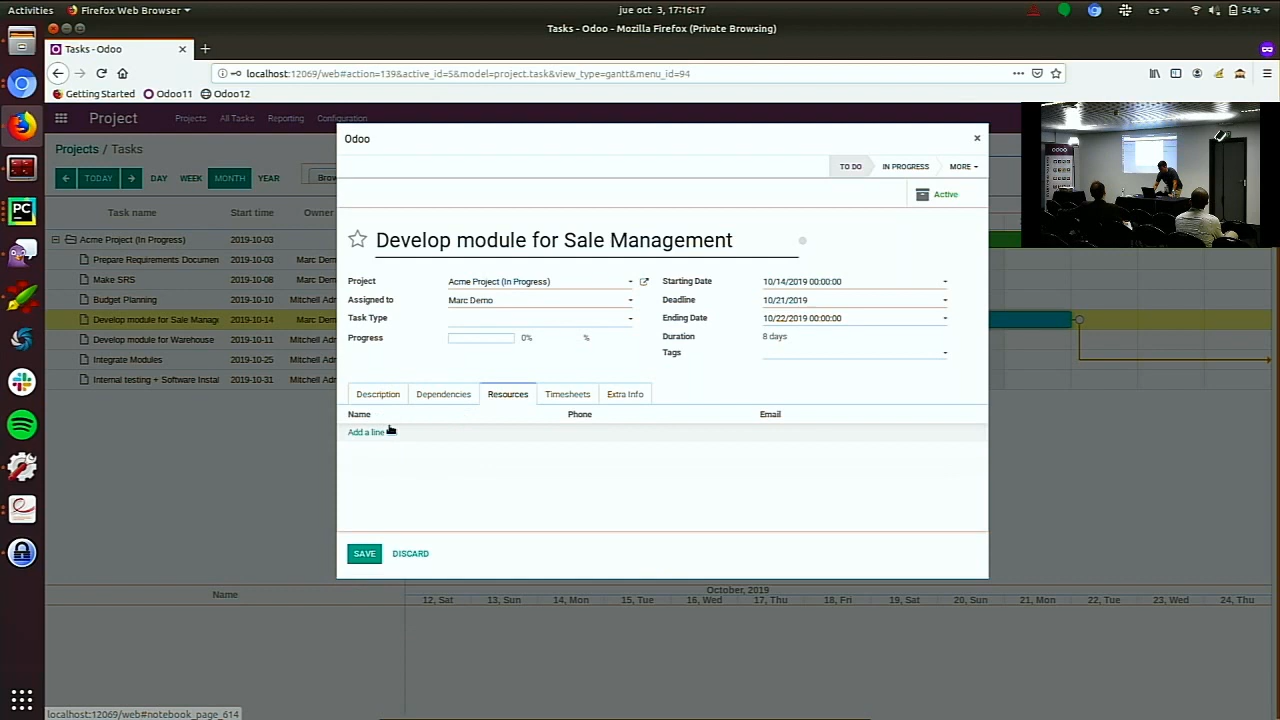 Activities Firefox Web Browser jue oct 3, 17:16:17 es 54%
Tasks - Odoo - Mozilla Firefox (Private Browsing)
Tasks - Odoo
localhost:12069/web#action=139&active_id=5&model=project.task&view_type=gantt&menu_id=94
Getting Started Odoo11 Odoo12
Project Projects All Tasks Reporting Configuration
Odoo
Projects / Tasks
TO DO IN PROGRESS MORE
TODAY DAY WEEK MONTH YEAR Brow
Active
Task name Start time Owner
Develop module for Sale Management
Acme Project (In Progress) 2019-10-03
Prepare Requirements Documen 2019-10-03 Marc Dem
Make SRS 2019-10-08 Marc Dem
Budget Planning 2019-10-10 Mitchell Adr
Develop module for Sale Manag 2019-10-14 Marc Dem
Develop module for Warehouse 2019-10-11 Mitchell Adr
Integrate Modules 2019-10-25 Mitchell Adr
Internal testing + Software Instal 2019-10-31 Mitchell Adr
Project Acme Project (In Progress) Starting Date 10/14/2019 00:00:00
Assigned to Marc Demo Deadline 10/21/2019
Task Type Ending Date 10/22/2019 00:00:00
Progress 0% % Duration 8 days
Tags
Description Dependencies Resources Timesheets Extra Info
Name Phone Email
Add a line
SAVE DISCARD
October, 2019
Name 12, Sat 13, Sun 14, Mon 15, Tue 16, Wed 17, Thu 18, Fri 19, Sat 20, Sun 21, Mon 22, Tue 23, Wed 24, Thu
localhost:12069/web#notebook_page_614
odoo
PC